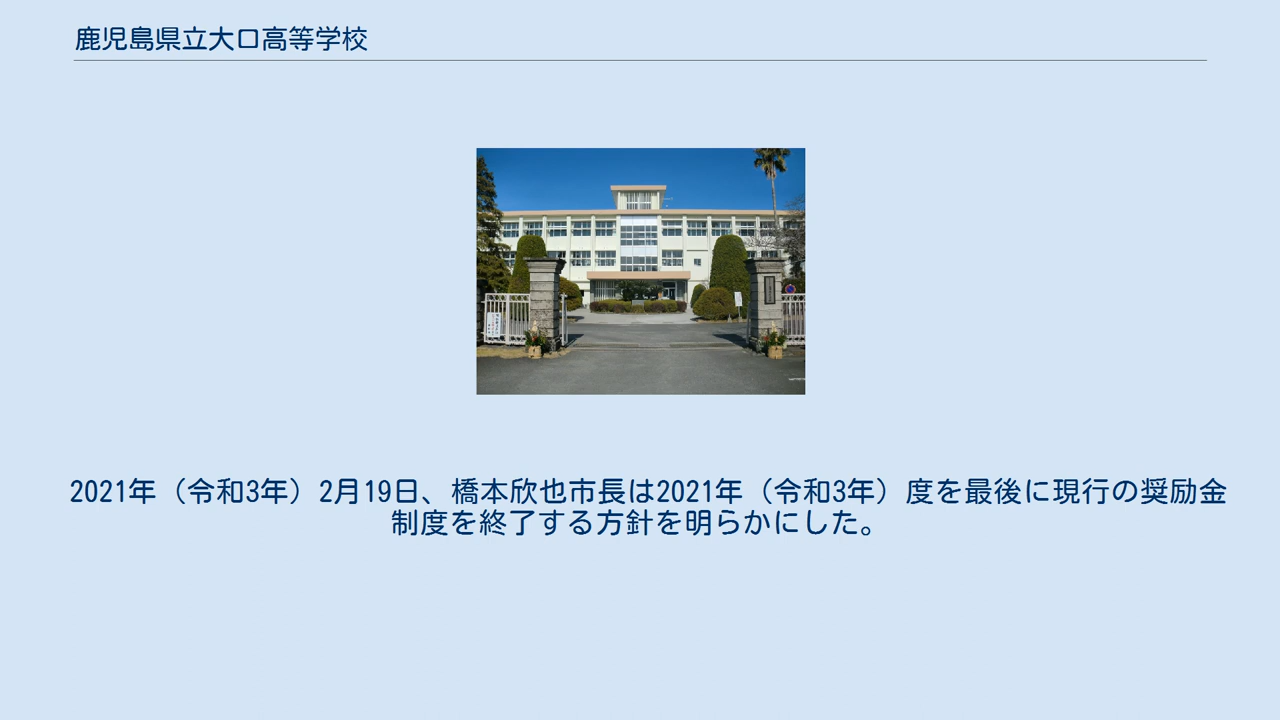 鹿児島県立大口高等学校
2021年（令和3年）2月19日、橋本欣也市長は2021年（令和3年）度を最後に現行の奨励金
制度を終了する方針を明らかにした。